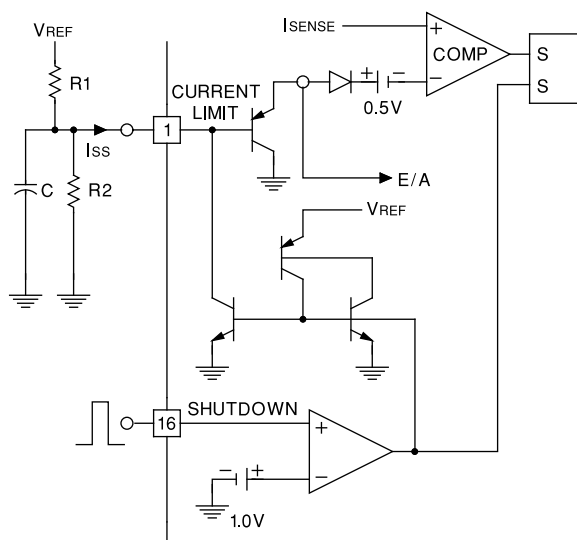 ISENSE
+
COMP
−
S
S
VREF
R1
CURRENT
LIMIT
1
ISS
+ −
0.5V
C
R2
E/A
VREF
16
SHUTDOWN
+
− +
−
1.0V